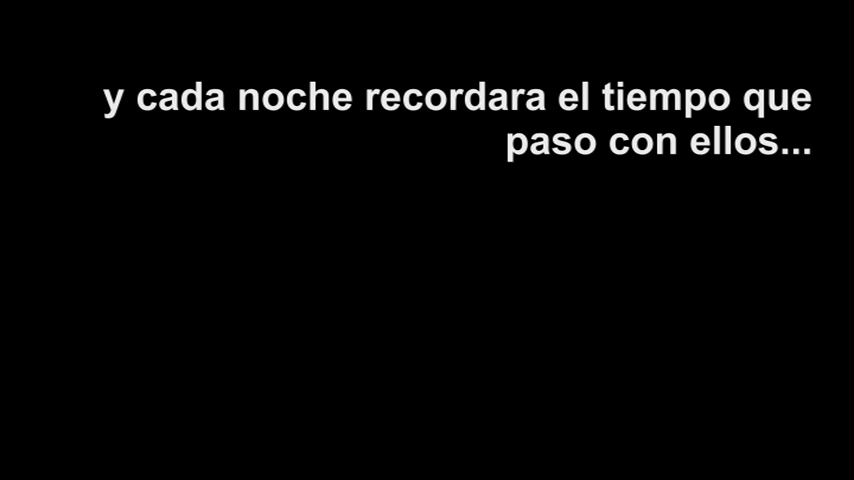 y cada noche recordara el tiempo que
paso con ellos...